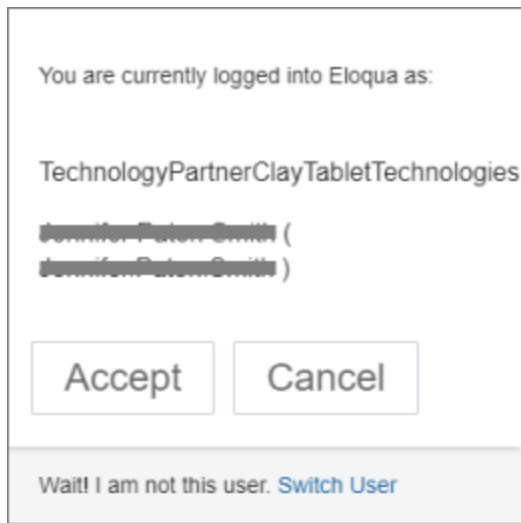 You are currently logged into Eloqua as:
TechnologyPartnerClayTabletTechnologies
(
)
Accept
Cancel
Wait! I am not this user. Switch User